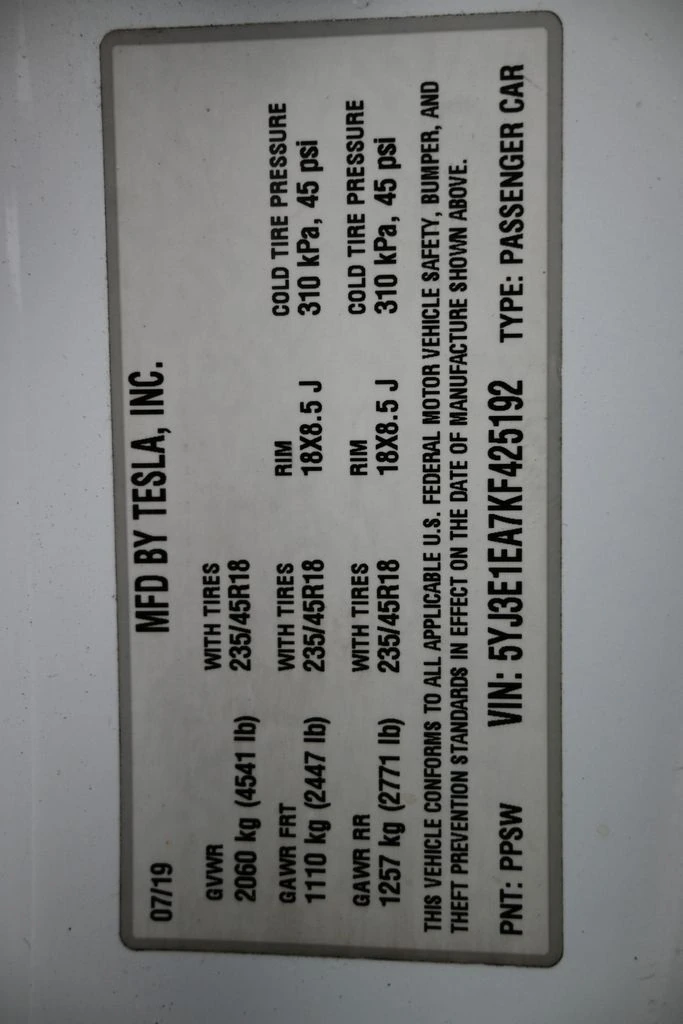 07/19 MFD BY TESLA, INC.
GVWR WITH TIRES
2060 kg (4541 lb) 235/45R18
GAWR FRT WITH TIRES RIM COLD TIRE PRESSURE
1110 kg (2447 lb) 235/45R18 18X8.5 J 310 kPa, 45 psi
GAWR RR WITH TIRES RIM COLD TIRE PRESSURE
1257 kg (2771 lb) 235/45R18 18X8.5 J 310 kPa, 45 psi
THIS VEHICLE CONFORMS TO ALL APPLICABLE U.S. FEDERAL MOTOR VEHICLE SAFETY, BUMPER, AND
THEFT PREVENTION STANDARDS IN EFFECT ON THE DATE OF MANUFACTURE SHOWN ABOVE.
PNT: PPSW VIN: 5YJ3E1EA7KF425192 TYPE: PASSENGER CAR